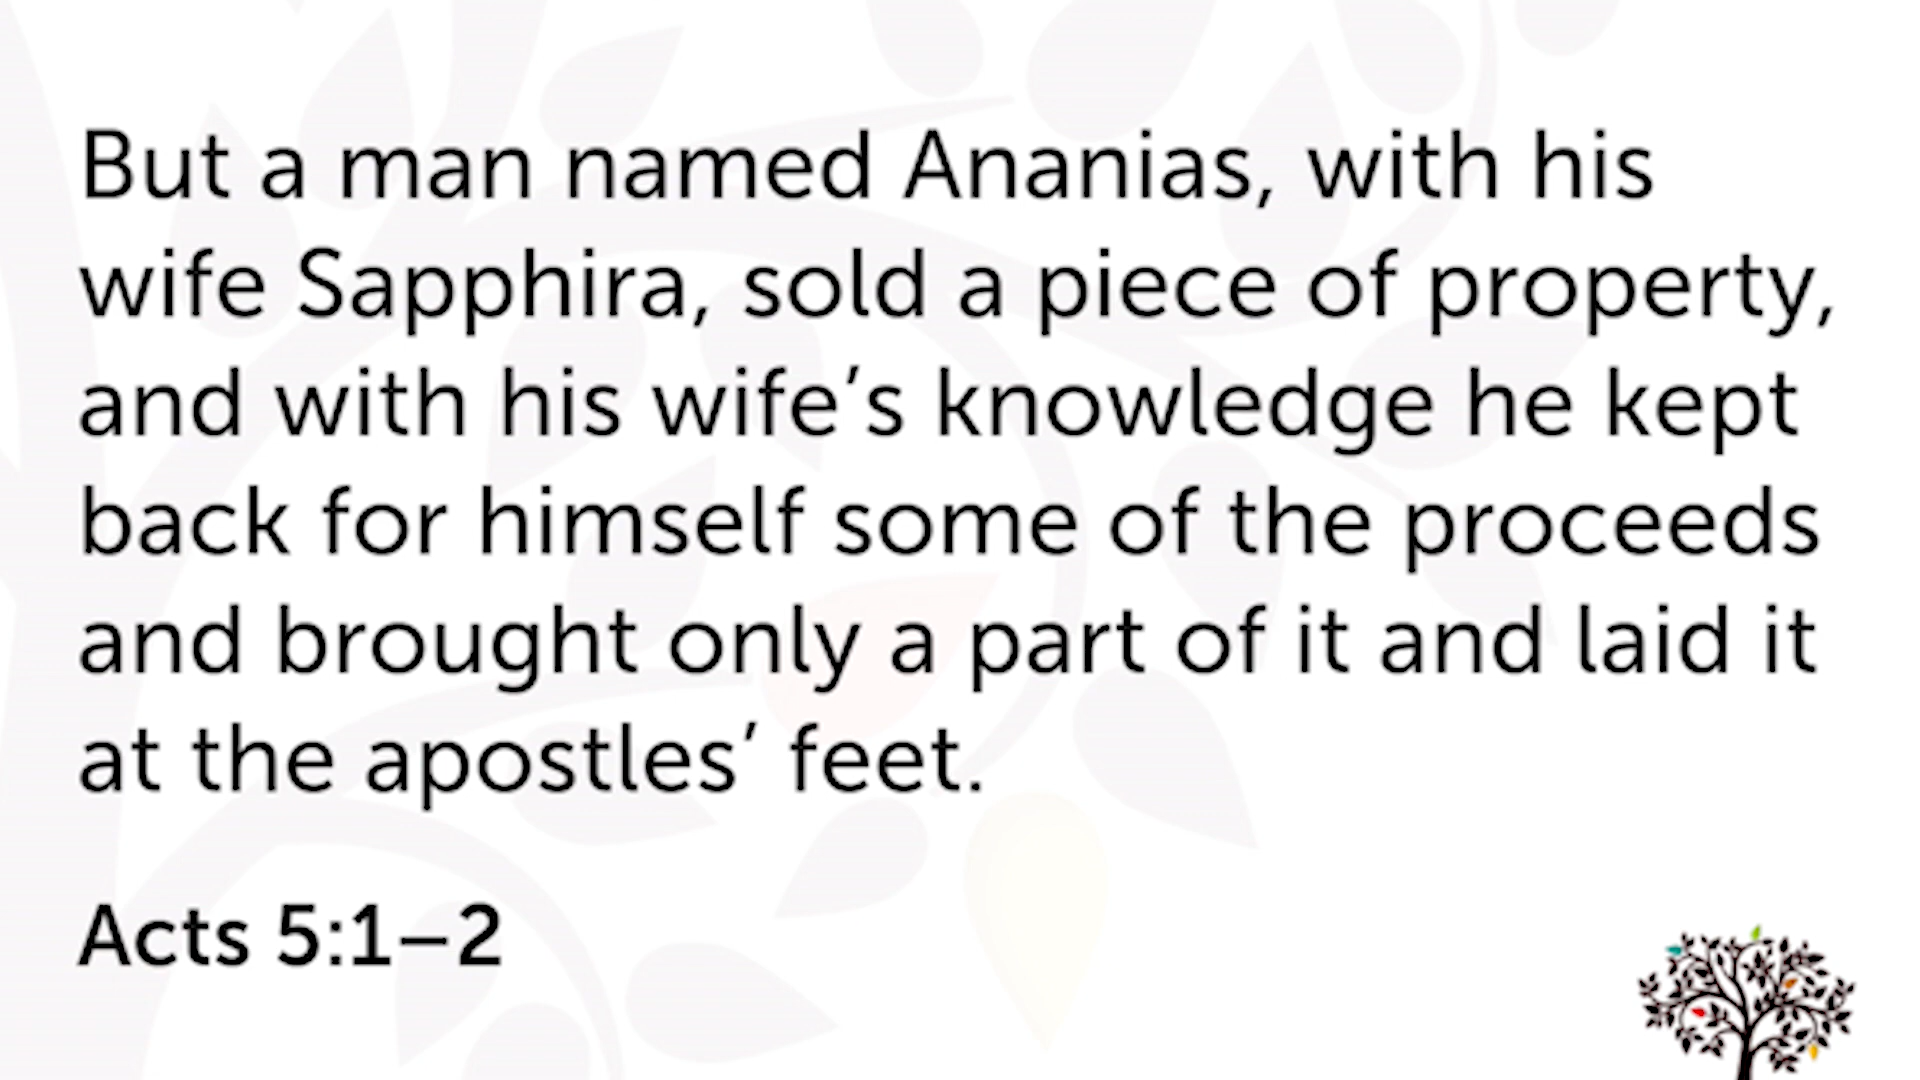 But a man named Ananias, with his
wife Sapphira, sold a piece of property,
and with his wife’s knowledge he kept
back for himself some of the proceeds
and brought only a part of it and laid it
at the apostles’ feet.
Acts 5:1–2